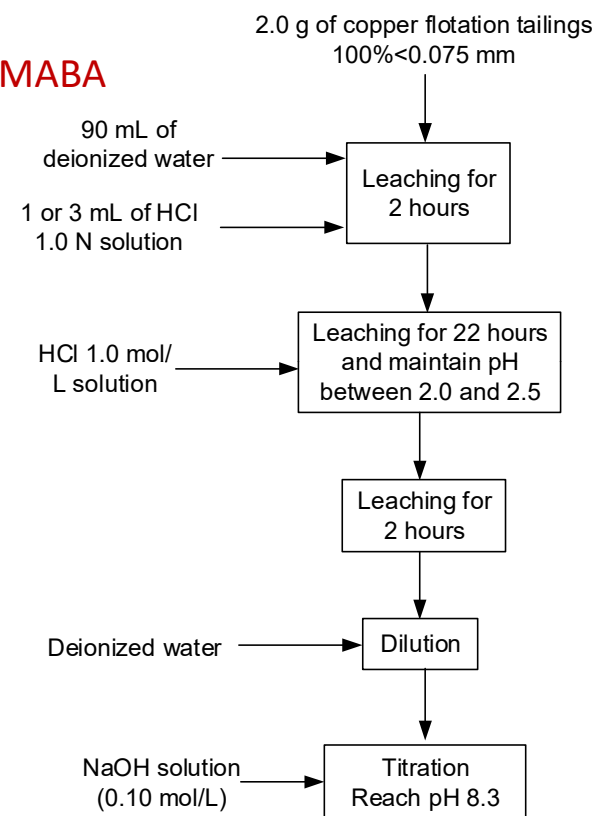 2.0 g of copper flotation tailings
100%<0.075 mm
MABA
90 mL of
deionized water
Leaching for
2 hours
1 or 3 mL of HCl
1.0 N solution
Leaching for 22 hours
and maintain pH
between 2.0 and 2.5
HCl 1.0 mol/
L solution
Leaching for
2 hours
Deionized water
Dilution
NaOH solution
(0.10 mol/L)
Titration
Reach pH 8.3